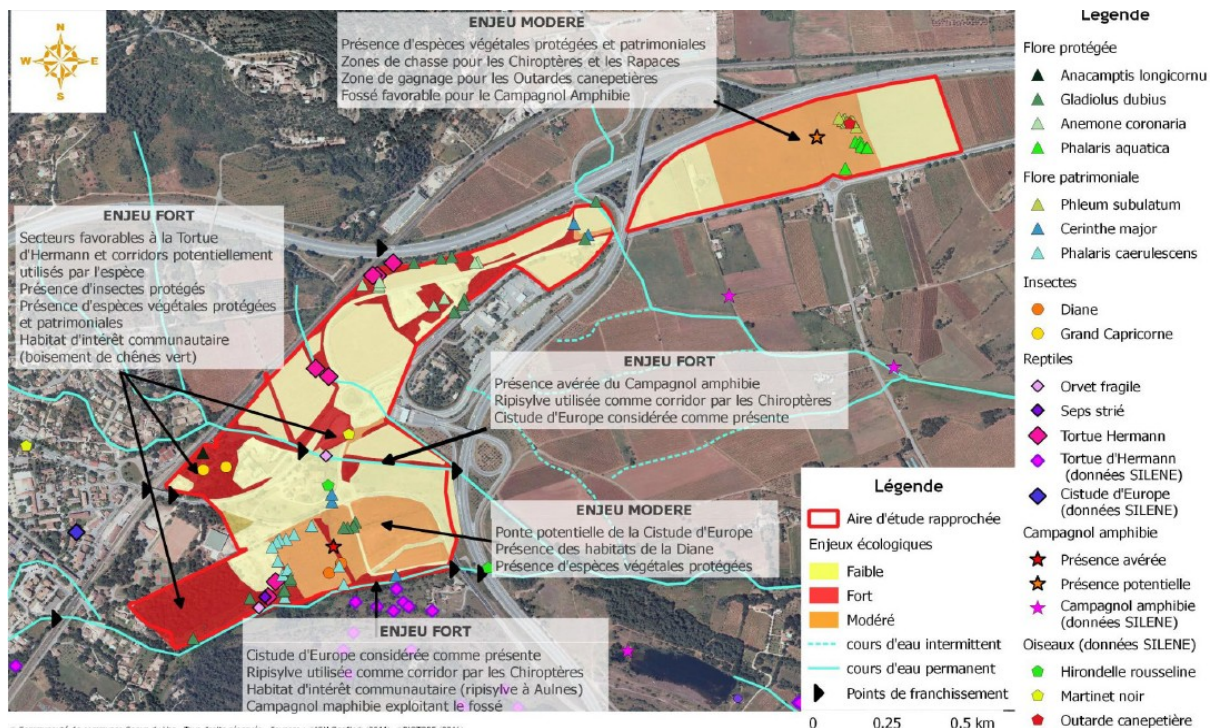 N
W
E
S
ENJEU MODERE
Présence d'espèces végétales protégées et patrimoniales
Zones de chasse pour les Chiroptères et les Rapaces
Zone de gagnage pour les Outardes canepetières
Fossé favorable pour le Campagnol Amphibie
ENJEU FORT
Secteurs favorables à la Tortue
d'Hermann et corridors potentiellement
utilisés par l'espèce
Présence d'insectes protégés
Présence d'espèces végétales protégées
et patrimoniales
Habitat d'intérêt communautaire
(boisement de chênes vert)
ENJEU FORT
Présence avérée du Campagnol amphibie
Ripisylve utilisée comme corridor par les Chiroptères
Cistude d'Europe considérée comme présente
ENJEU MODERE
Ponte potentielle de la Cistude d'Europe
Présence des habitats de la Diane
Présence d'espèces végétales protégées
ENJEU FORT
Cistude d'Europe considérée comme présente
Ripisylve utilisée comme corridor par les Chiroptères
Habitat d'intérêt communautaire (ripisylve à Aulnes)
Campagnol maphibie exploitant le fossé
Légende
Aire d'étude rapprochée
Enjeux écologiques
Faible
Fort
Modéré
cours d'eau intermittent
cours d'eau permanent
Points de franchissement
0 0,25 0,5 km
Légende
Flore protégée
Anacamptis longicornu
Gladiolus dubius
Anemone coronaria
Phalaris aquatica
Flore patrimoniale
Phleum subulatum
Cerinthe major
Phalaris caerulescens
Insectes
Diane
Grand Capricorne
Reptiles
Orvet fragile
Seps strié
Tortue Hermann
Tortue d'Hermann
(données SILENE)
Cistude d'Europe
(données SILENE)
Campagnol amphibie
Présence avérée
Présence potentielle
Campagnol amphibie
(données SILENE)
Oiseaux (données SILENE)
Hirondelle rousseline
Martinet noir
Outarde canepetière